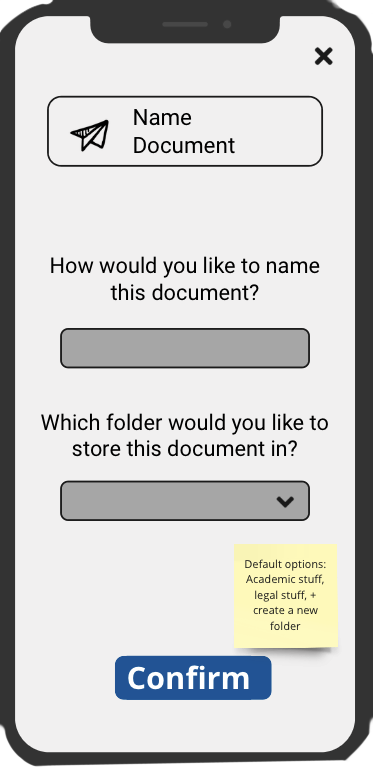 Name
Document
How would you like to name
this document?
Which folder would you like to
store this document in?
Default options:
Academic stuff,
legal stuff, +
create a new
folder
Confirm